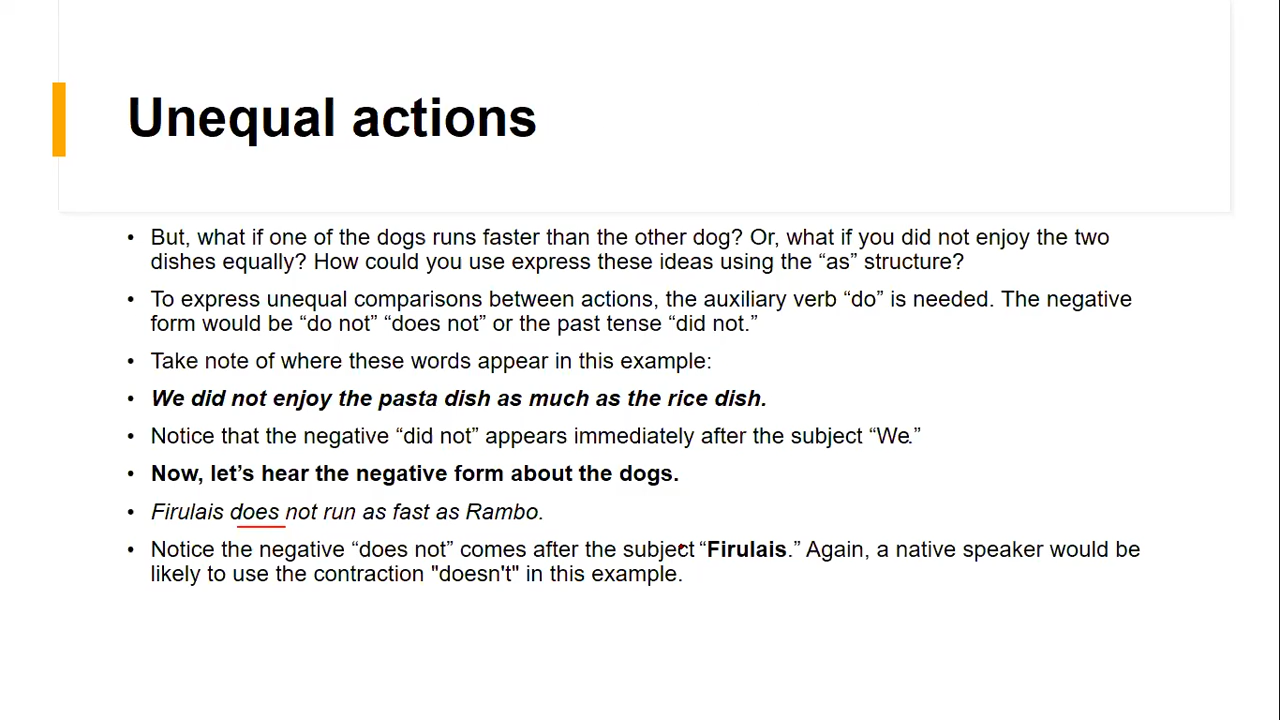 Unequal actions
• But, what if one of the dogs runs faster than the other dog? Or, what if you did not enjoy the two
dishes equally? How could you use express these ideas using the “as” structure?
• To express unequal comparisons between actions, the auxiliary verb “do” is needed. The negative
form would be “do not” “does not” or the past tense “did not.”
• Take note of where these words appear in this example:
• We did not enjoy the pasta dish as much as the rice dish.
• Notice that the negative “did not” appears immediately after the subject “We.”
• Now, let’s hear the negative form about the dogs.
• Firulais does not run as fast as Rambo.
• Notice the negative “does not” comes after the subject “Firulais.” Again, a native speaker would be
likely to use the contraction "doesn't" in this example.